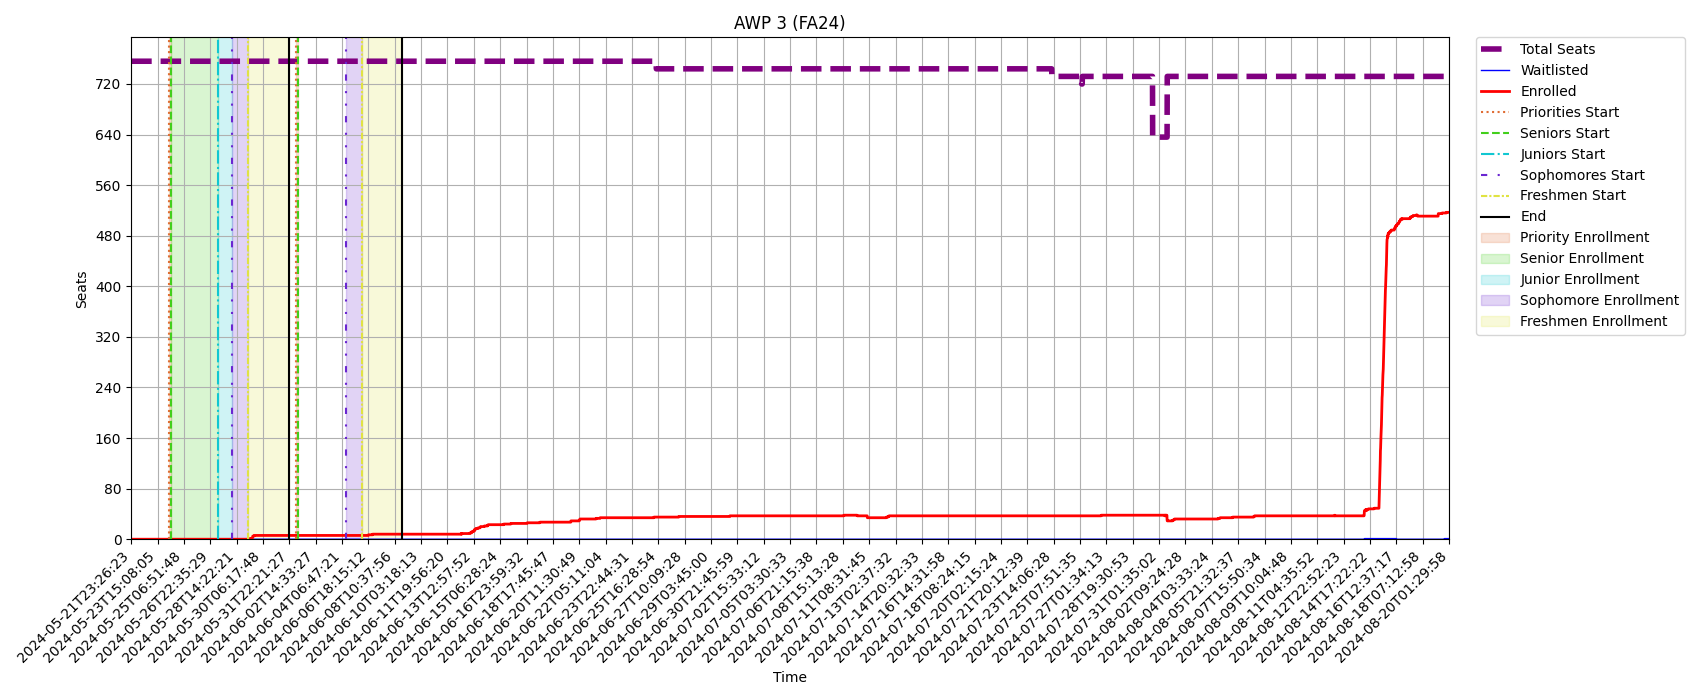 AWP 3 (FA24)
Seats
720
640
560
480
400
320
240
160
80
0
2024-05-21T23:26:23
2024-05-23T15:08:05
2024-05-25T06:51:48
2024-05-26T22:35:29
2024-05-28T14:22:21
2024-05-30T06:17:48
2024-05-31T22:21:27
2024-06-02T14:33:27
2024-06-04T06:47:21
2024-06-06T18:15:12
2024-06-08T10:37:56
2024-06-10T03:18:13
2024-06-11T19:56:20
2024-06-13T12:57:52
2024-06-15T06:28:24
2024-06-16T23:59:32
2024-06-18T17:45:47
2024-06-20T11:30:49
2024-06-22T05:11:04
2024-06-23T22:44:31
2024-06-25T16:28:54
2024-06-27T10:09:28
2024-06-29T03:45:00
2024-06-30T21:45:59
2024-07-02T15:33:12
2024-07-05T03:30:33
2024-07-06T21:15:38
2024-07-08T15:13:28
2024-07-11T08:31:45
2024-07-13T02:37:32
2024-07-14T20:32:33
2024-07-16T14:31:58
2024-07-18T08:24:15
2024-07-20T02:15:24
2024-07-21T20:12:39
2024-07-23T14:06:28
2024-07-25T07:51:35
2024-07-27T01:34:13
2024-07-28T19:30:53
2024-07-31T01:35:02
2024-08-02T09:24:28
2024-08-04T03:33:24
2024-08-05T21:32:37
2024-08-07T15:50:34
2024-08-09T10:04:48
2024-08-11T04:35:52
2024-08-12T22:52:23
2024-08-14T17:22:22
2024-08-16T12:37:17
2024-08-18T07:12:58
2024-08-20T01:29:58
Time
Total Seats
Waitlisted
Enrolled
Priorities Start
Seniors Start
Juniors Start
Sophomores Start
Freshmen Start
End
Priority Enrollment
Senior Enrollment
Junior Enrollment
Sophomore Enrollment
Freshmen Enrollment